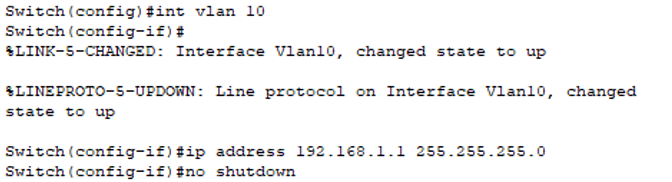 Switch(config)#int vlan 10
Switch(config-if)#
%LINK-5-CHANGED: Interface Vlan10, changed state to up
%LINEPROTO-5-UPDOWN: Line protocol on Interface Vlan10, changed
state to up
Switch(config-if)#ip address 192.168.1.1 255.255.255.0
Switch(config-if)#no shutdown